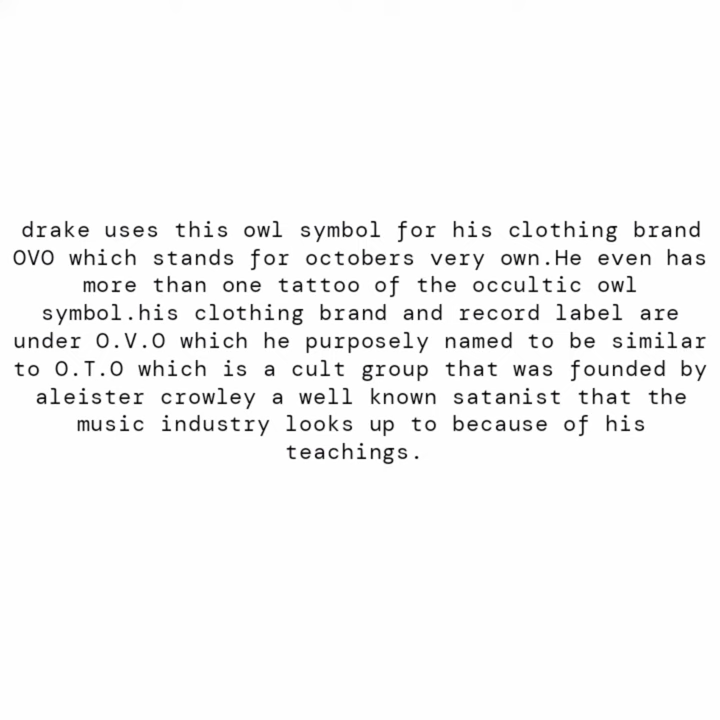 drake uses this owl symbol for his clothing brand
OVO which stands for octobers very own.He even has
more than one tattoo of the occultic owl
symbol.his clothing brand and record label are
under O.V.O which he purposely named to be similar
to O.T.O which is a cult group that was founded by
aleister crowley a well known satanist that the
music industry looks up to because of his
teachings.